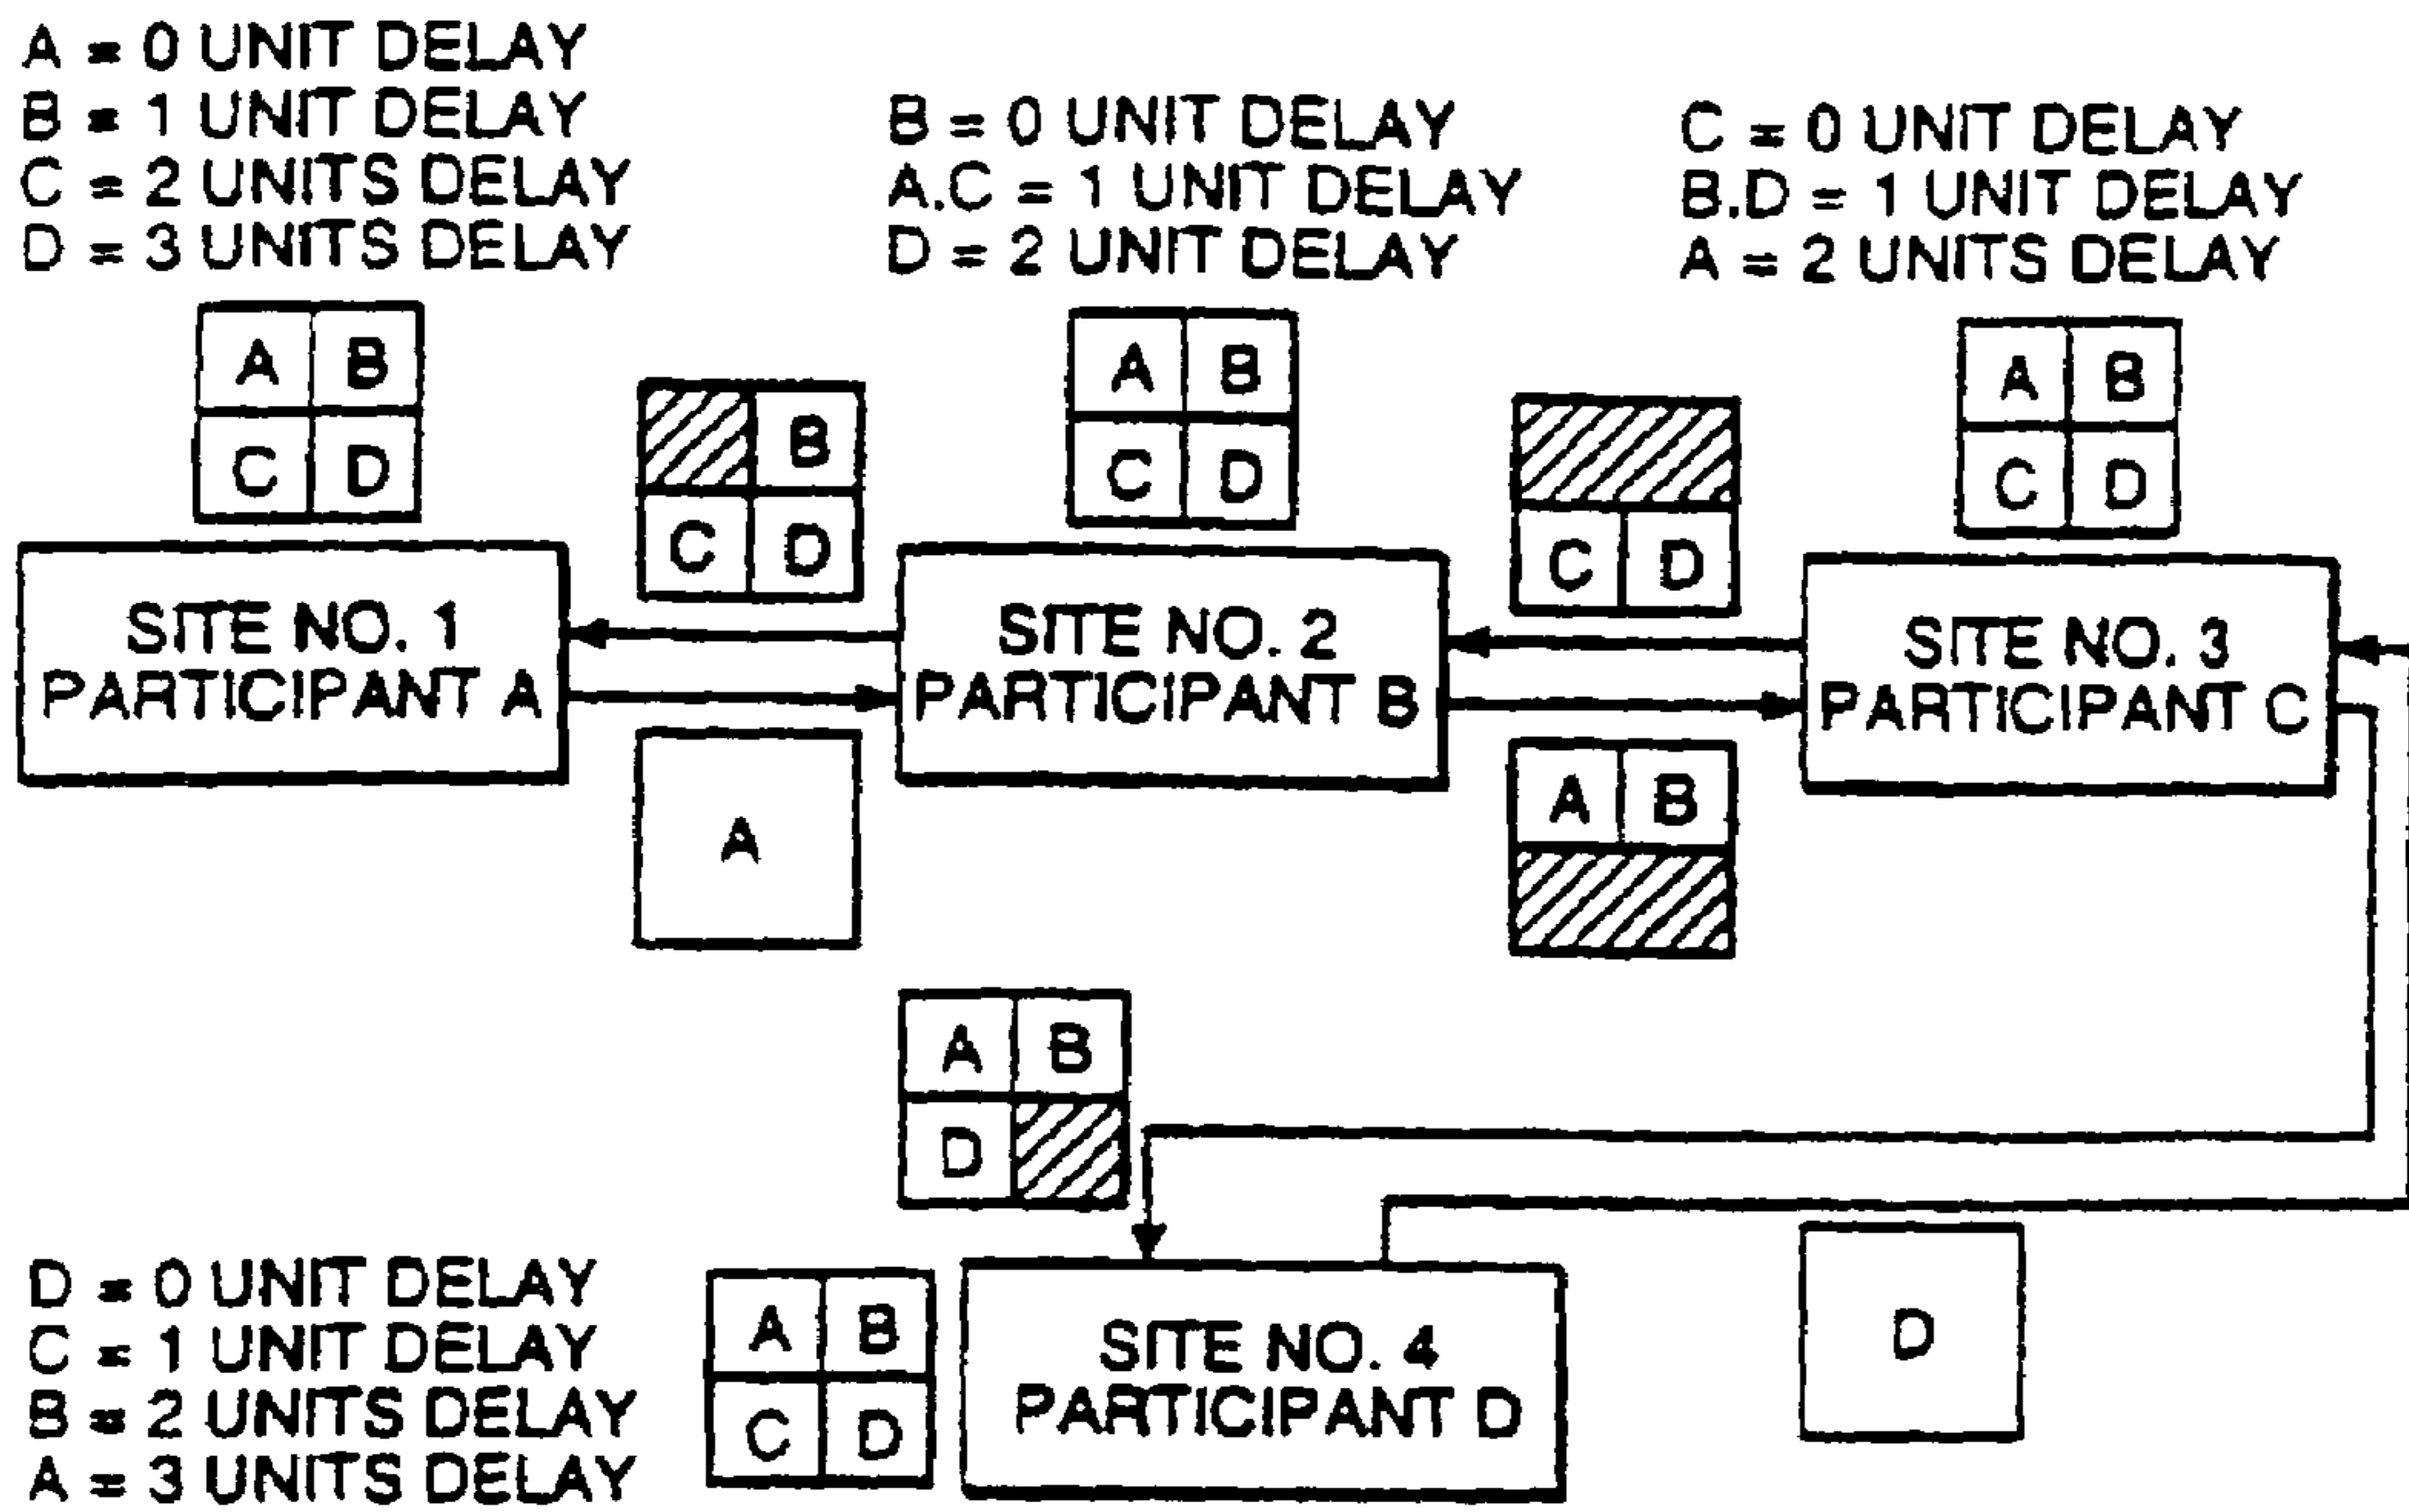 A = 0 UNIT DELAY
B = 1 UNIT DELAY
C = 2 UNITS DELAY
D = 3 UNITS DELAY
B = 0 UNIT DELAY
A.C = 1 UNIT DELAY
D = 2 UNIT DELAY
C = 0 UNIT DELAY
B.D = 1 UNIT DELAY
A = 2 UNITS DELAY
A B
C D
B
C D
A B
C D
C D
A B
C D
SITE NO. 1
PARTICIPANT A
SITE NO. 2
PARTICIPANT B
SITE NO. 3
PARTICIPANT C
A
A B
A B
D
D = 0 UNIT DELAY
C = 1 UNIT DELAY
B = 2 UNITS DELAY
A = 3 UNITS DELAY
A B
C D
SITE NO. 4
PARTICIPANT D
D